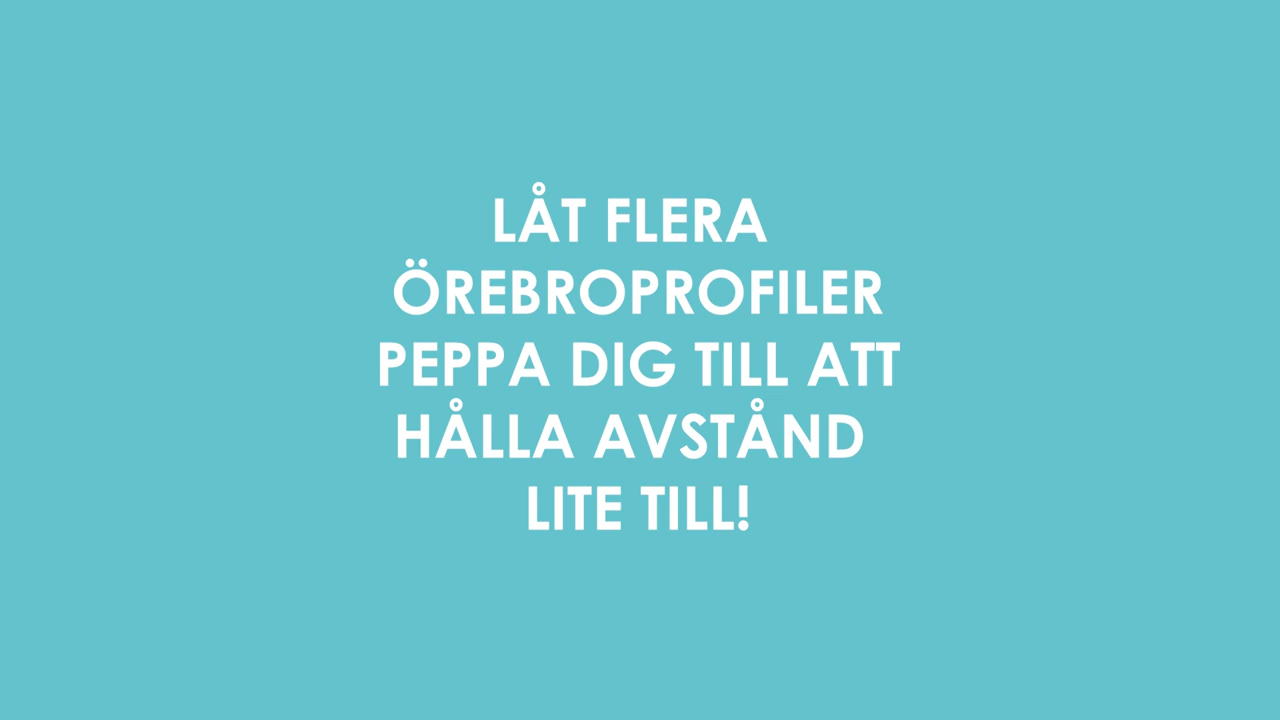 LÅT FLERA
ÖREBROPROFILER
PEPPA DIG TILL ATT
HÅLLA AVSTÅND
LITE TILL!